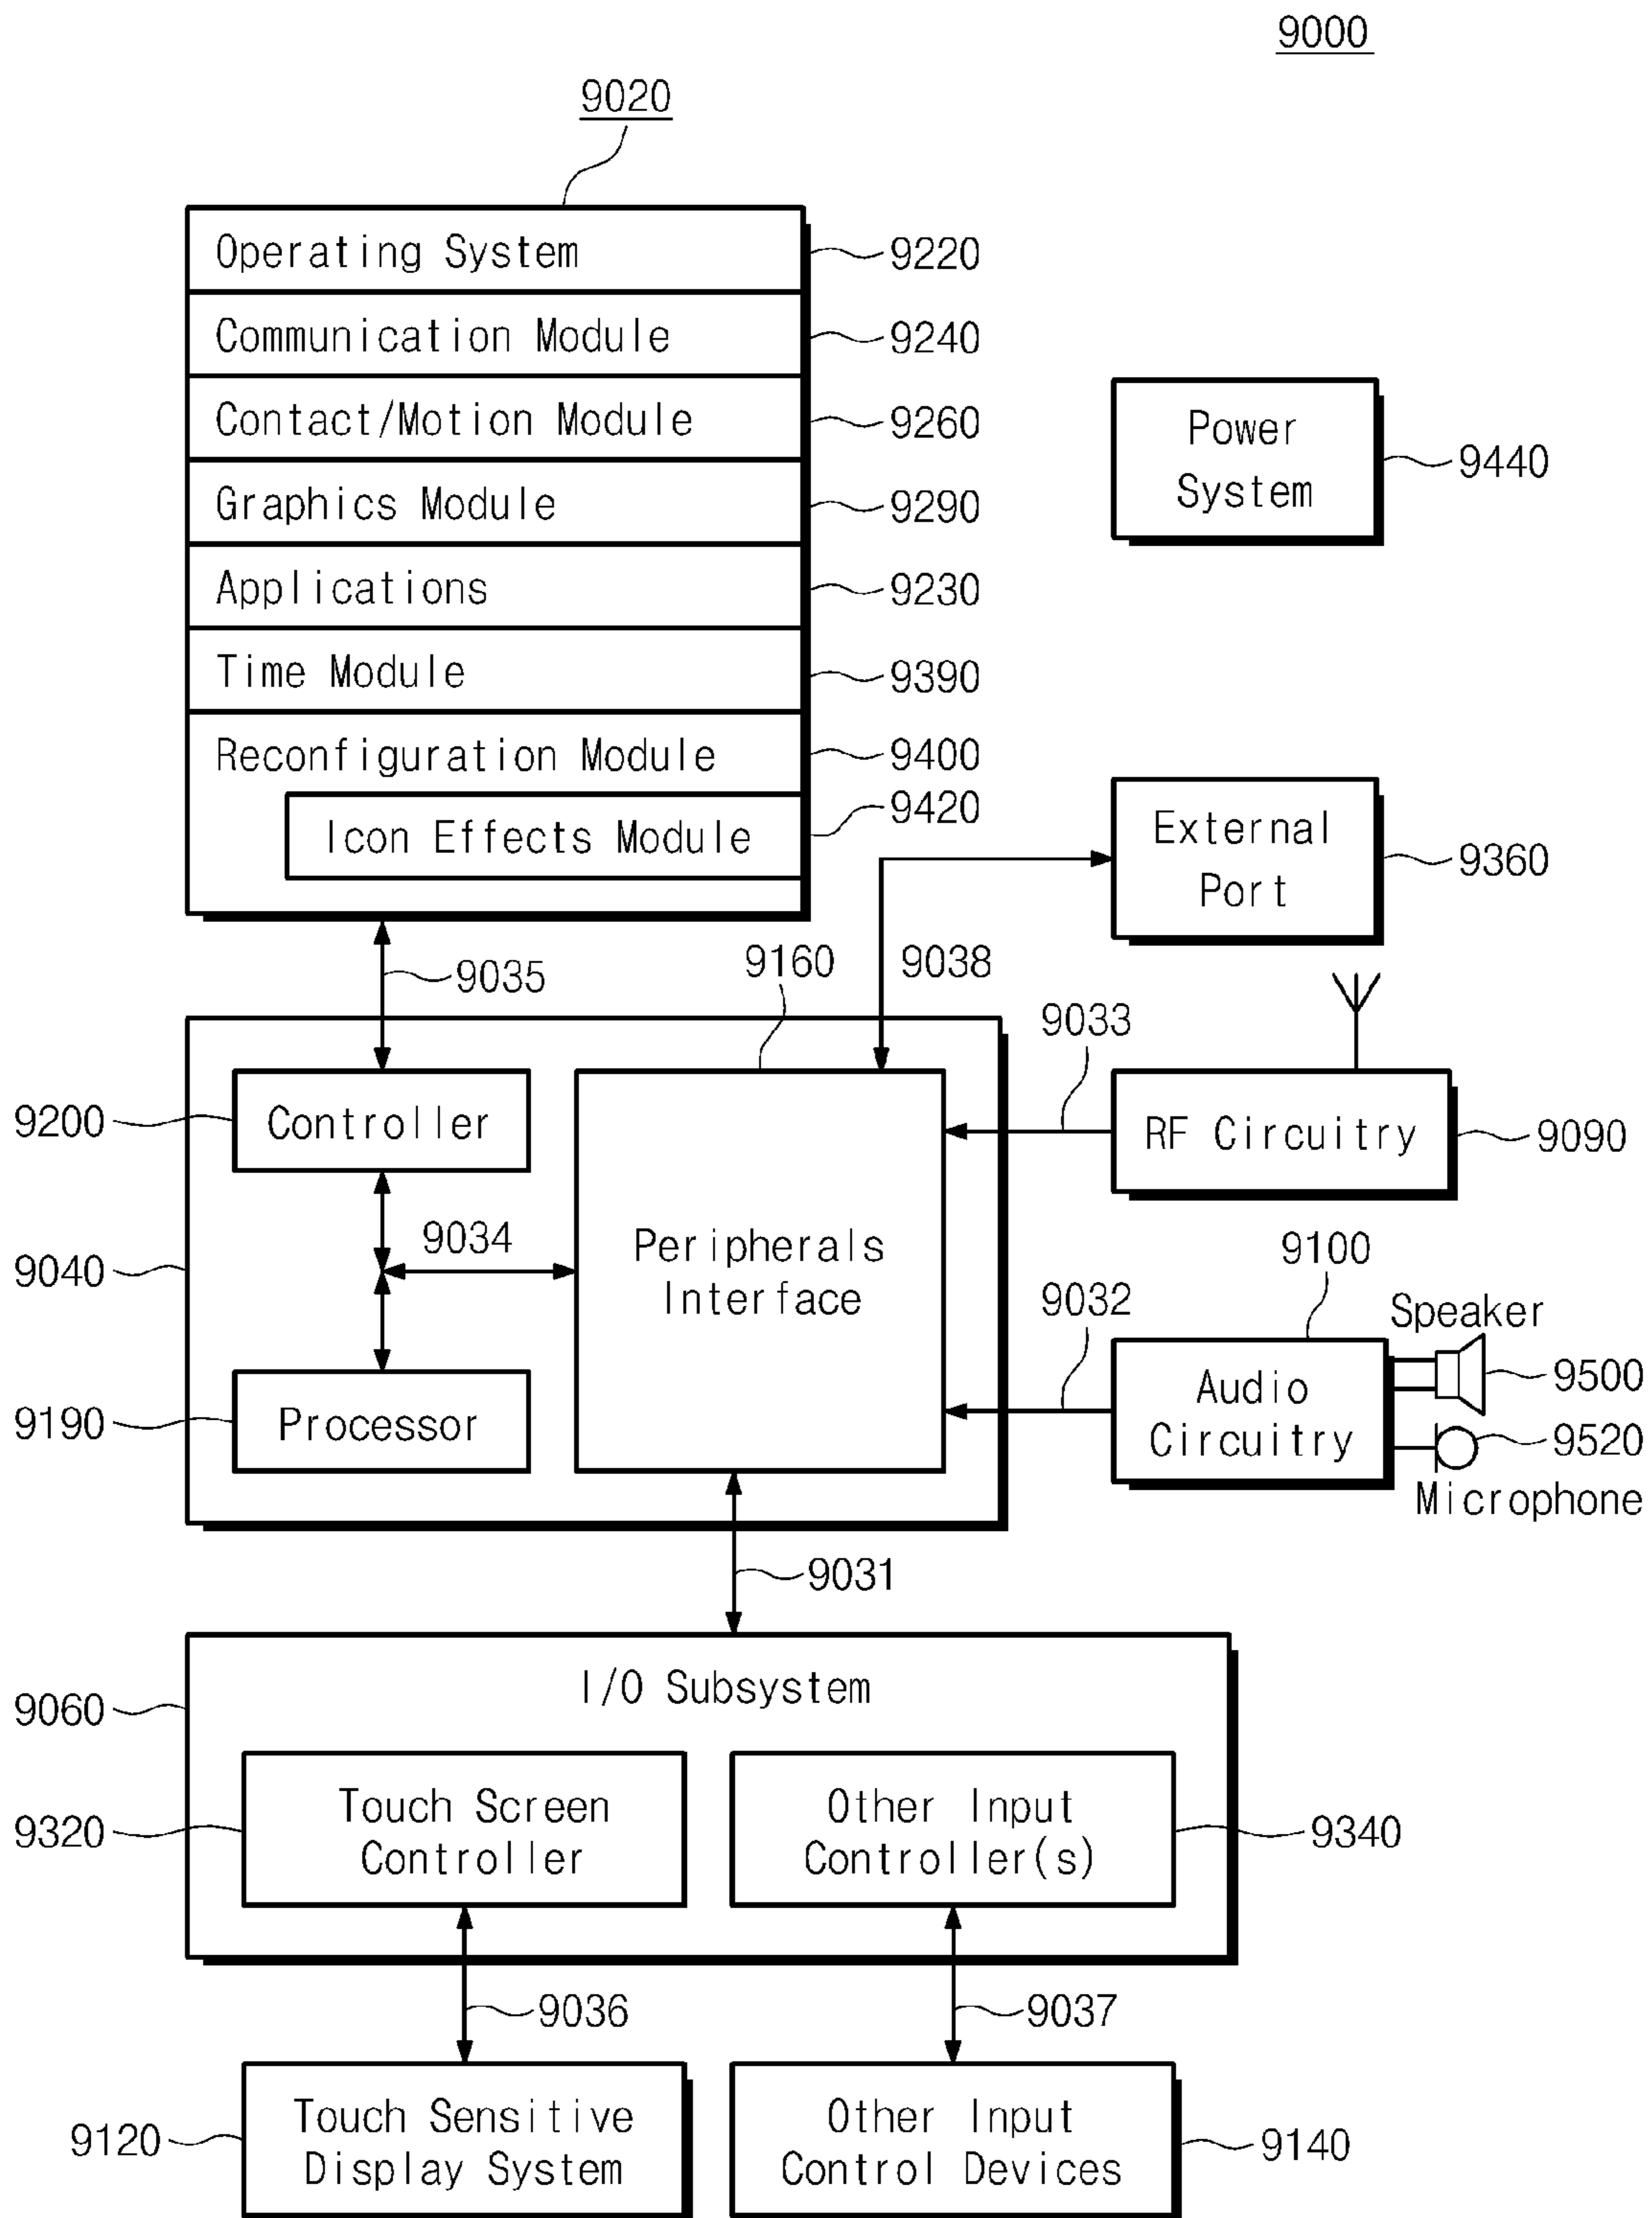 9000
9020
Operating System
9220
Communication Module
9240
Contact/Motion Module
9260
Graphics Module
9290
Applications
9230
Time Module
9390
Reconfiguration Module
9400
Icon Effects Module
9420
Power
System
9440
External
Port
9360
9035
9160
9038
9033
9200
Controller
RF Circuitry
9090
9040
9034
Peripherals
Interface
9032
9100
Speaker
9190
Processor
Audio
Circuitry
9500
9520
Microphone
9031
9060
I/O Subsystem
9320
Touch Screen
Controller
Other Input
Controller(s)
9340
9036
9037
9120
Touch Sensitive
Display System
Other Input
Control Devices
9140